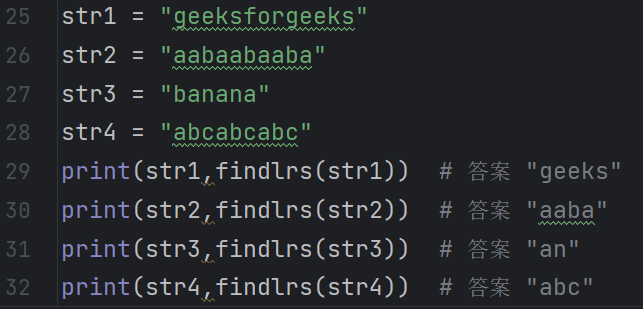 25 str1 = "geeksforgeeks"
26 str2 = "aabaabaaba"
27 str3 = "banana"
28 str4 = "abcabcabc"
29 print(str1,findlrs(str1))  # 答案 "geeks"
30 print(str2,findlrs(str2))  # 答案 "aaba"
31 print(str3,findlrs(str3))  # 答案 "an"
32 print(str4,findlrs(str4))  # 答案 "abc"